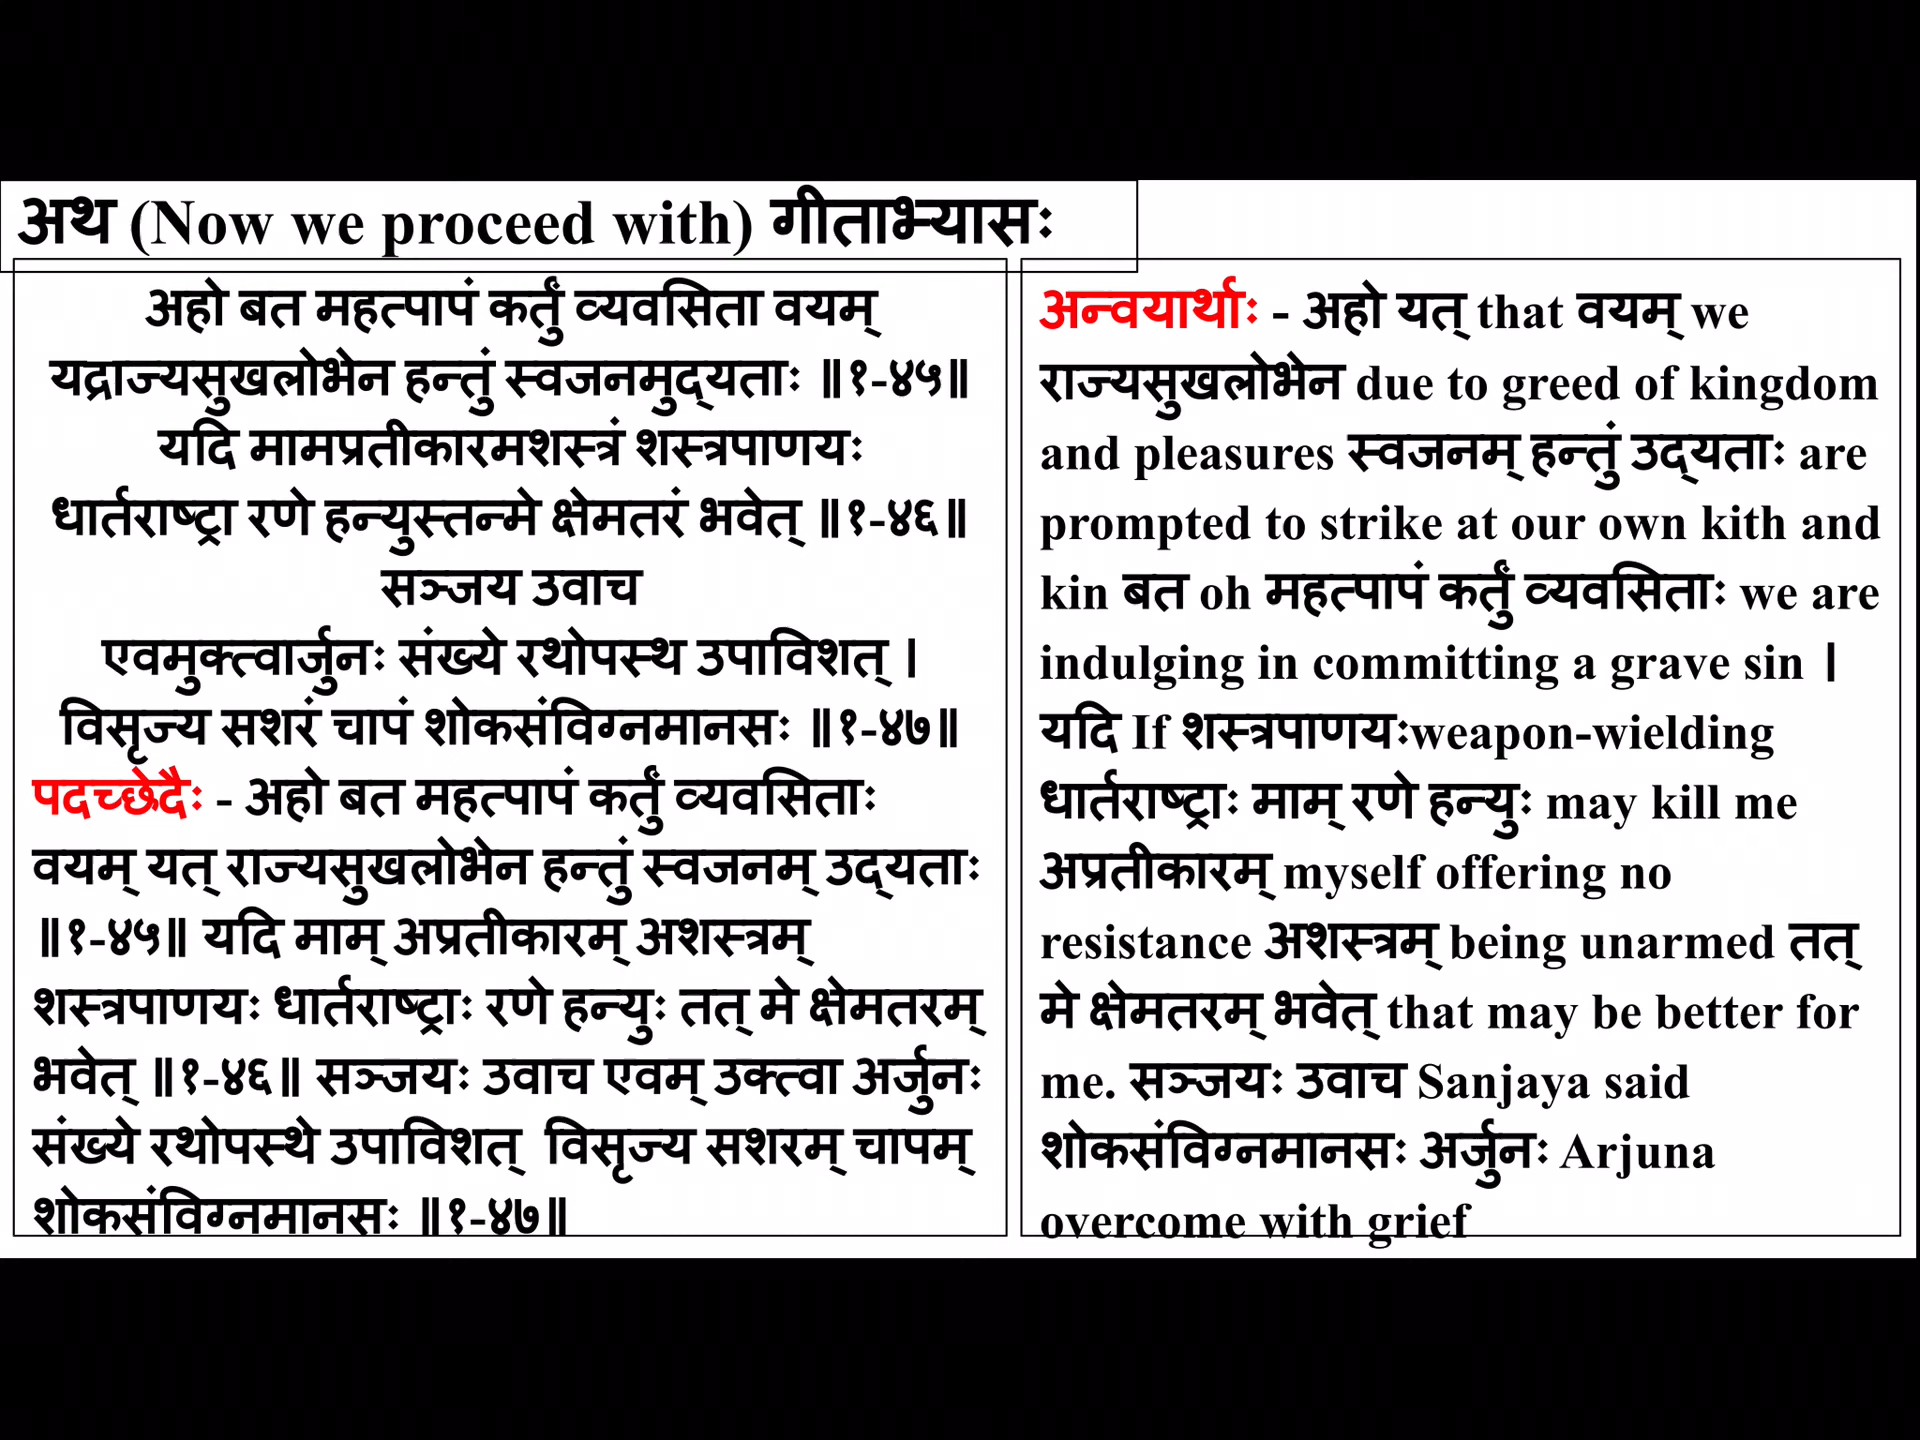 अथ (Now we proceed with) गीताभ्यासः
अहो बत महत्पापं कर्तुं व्यवसिता वयम्
यद्राज्यसुखलोभेन हन्तुं स्वजनमुद्यताः ॥१-४५॥
यदि मामप्रतीकारमशस्त्रं शस्त्रपाणयः
धार्तराष्ट्रा रणे हन्युस्तन्मे क्षेमतरं भवेत् ॥१-४६॥
सञ्जय उवाच
एवमुक्त्वार्जुनः संख्ये रथोपस्थ उपाविशत् ।
विसृज्य सशरं चापं शोकसंविग्नमानसः ॥१-४७॥
पदच्छेदैः - अहो बत महत्पापं कर्तुं व्यवसिताः
वयम् यत् राज्यसुखलोभेन हन्तुं स्वजनम् उद्यताः
॥१-४५॥ यदि माम् अप्रतीकारम् अशस्त्रम्
शस्त्रपाणयः धार्तराष्ट्राः रणे हन्युः तत् मे क्षेमतरम्
भवेत् ॥१-४६॥ सञ्जयः उवाच एवम् उक्त्वा अर्जुनः
संख्ये रथोपस्थे उपाविशत् विसृज्य सशरम् चापम्
शोकसंविग्नमानसः ॥१-४७॥
अन्वयार्थाः - अहो यत् that वयम् we
राज्यसुखलोभेन due to greed of kingdom
and pleasures स्वजनम् हन्तुं उद्यताः are
prompted to strike at our own kith and
kin बत oh महत्पापं कर्तुं व्यवसिताः we are
indulging in committing a grave sin ।
यदि If शस्त्रपाणयःweapon-wielding
धार्तराष्ट्राः माम् रणे हन्युः may kill me
अप्रतीकारम् myself offering no
resistance अशस्त्रम् being unarmed तत्
मे क्षेमतरम् भवेत् that may be better for
me. सञ्जयः उवाच Sanjaya said
शोकसंविग्नमानसः अर्जुनः Arjuna
overcome with grief